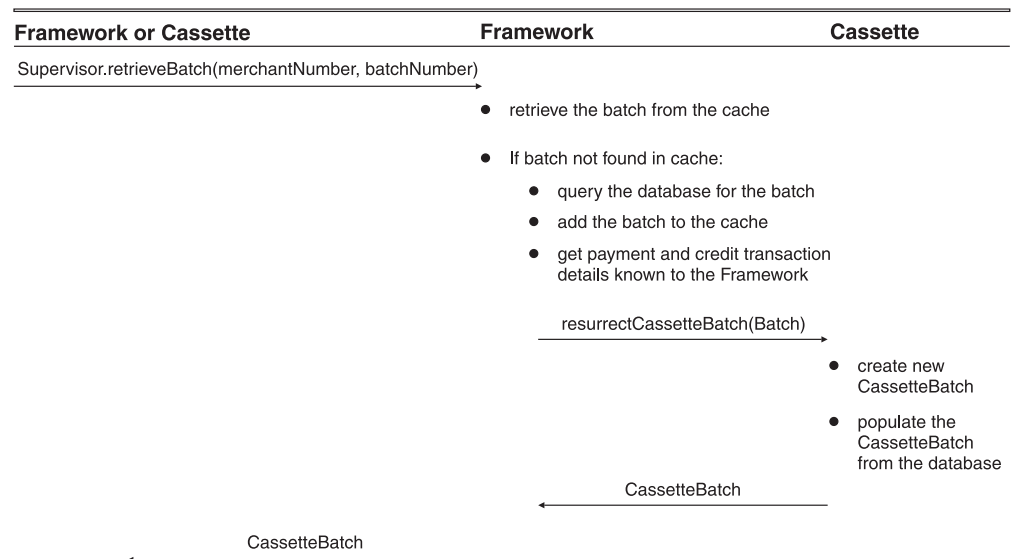 Framework or Cassette Framework Cassette
Supervisor.retrieveBatch(merchantNumber, batchNumber)
● retrieve the batch from the cache
● If batch not found in cache:
● query the database for the batch
● add the batch to the cache
● get payment and credit transaction
details known to the Framework
resurrectCassetteBatch(Batch)
● create new
CassetteBatch
● populate the
CassetteBatch
from the database
CassetteBatch
CassetteBatch